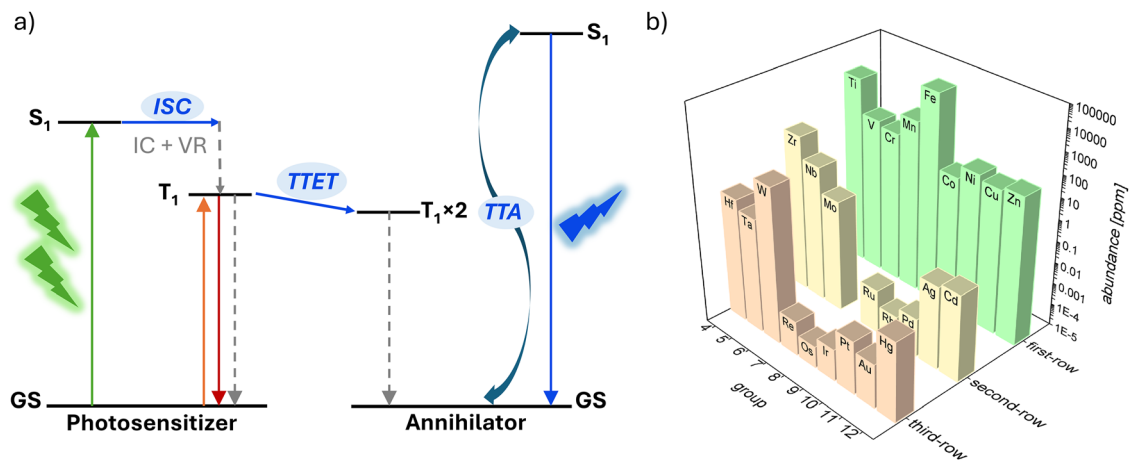 a)
S1
ISC
IC + VR
T1
TTET
T1×2
TTA
S1
GS
Photosensitizer
Annihilator
GS
b)
Ti
V
Cr
Mn
Fe
Co
Ni
Cu
Zn
Zr
Nb
Mo
Ru
Rh
Pd
Ag
Cd
Hf
Ta
W
Re
Os
Ir
Pt
Au
Hg
100000
10000
1000
100
10
1
0.1
0.01
0.001
1E-4
1E-5
abundance [ppm]
4
5
6
7
8
9
10
11
12
group
first-row
second-row
third-row